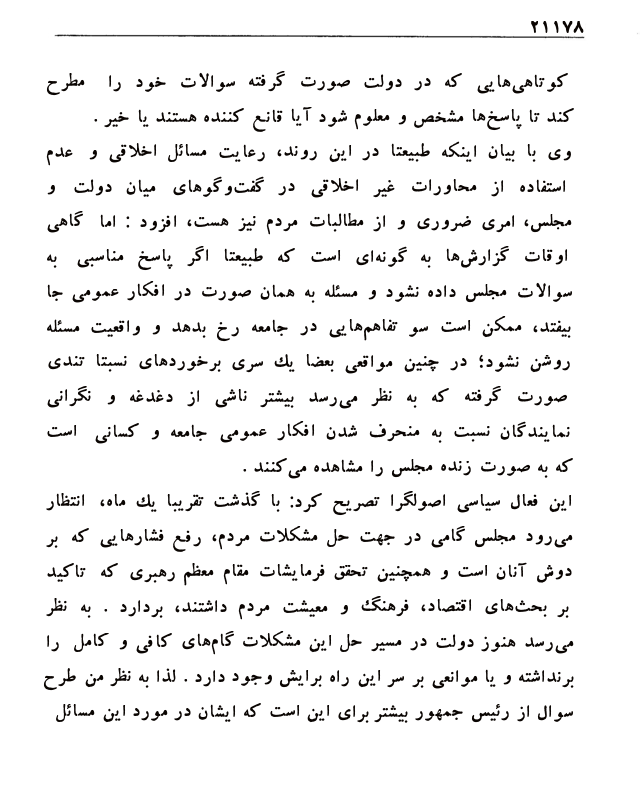 ۲۱۱۷۸
کوتاهی‌هایی که در دولت صورت گرفته سوالات خود را مطرح
کند تا پاسخ‌ها مشخص و معلوم شود آیا قانع کننده هستند یا خیر .
وی با بیان اینکه طبیعتا در این روند، رعایت مسائل اخلاقی و عدم
استفاده از محاورات غیر اخلاقی در گفت‌وگوهای میان دولت و
مجلس، امری ضروری و از مطالبات مردم نیز هست، افزود : اما گاهی
اوقات گزارش‌ها به گونه‌ای است که طبیعتا اگر پاسخ مناسبی به
سوالات مجلس داده نشود و مسئله به همان صورت در افکار عمومی جا
بیفتد، ممکن است سو تفاهم‌هایی در جامعه رخ بدهد و واقعیت مسئله
روشن نشود؛ در چنین مواقعی بعضا یك سری برخوردهای نسبتا تندی
صورت گرفته که به نظر می‌رسد بیشتر ناشی از دغدغه و نگرانی
نمایندگان نسبت به منحرف شدن افکار عمومی جامعه و کسانی است
که به صورت زنده مجلس را مشاهده می‌کنند .
این فعال سیاسی اصولگرا تصریح کرد: با گذشت تقریبا یك ماه، انتظار
می‌رود مجلس گامی در جهت حل مشکلات مردم، رفع فشارهایی که بر
دوش آنان است و همچنین تحقق فرمایشات مقام معظم رهبری که تاکید
بر بحث‌های اقتصاد، فرهنگ و معیشت مردم داشتند، بردارد . به نظر
می‌رسد هنوز دولت در مسیر حل این مشکلات گام‌های کافی و کامل را
برنداشته و یا موانعی بر سر این راه برایش وجود دارد . لذا به نظر من طرح
سوال از رئیس جمهور بیشتر برای این است که ایشان در مورد این مسائل